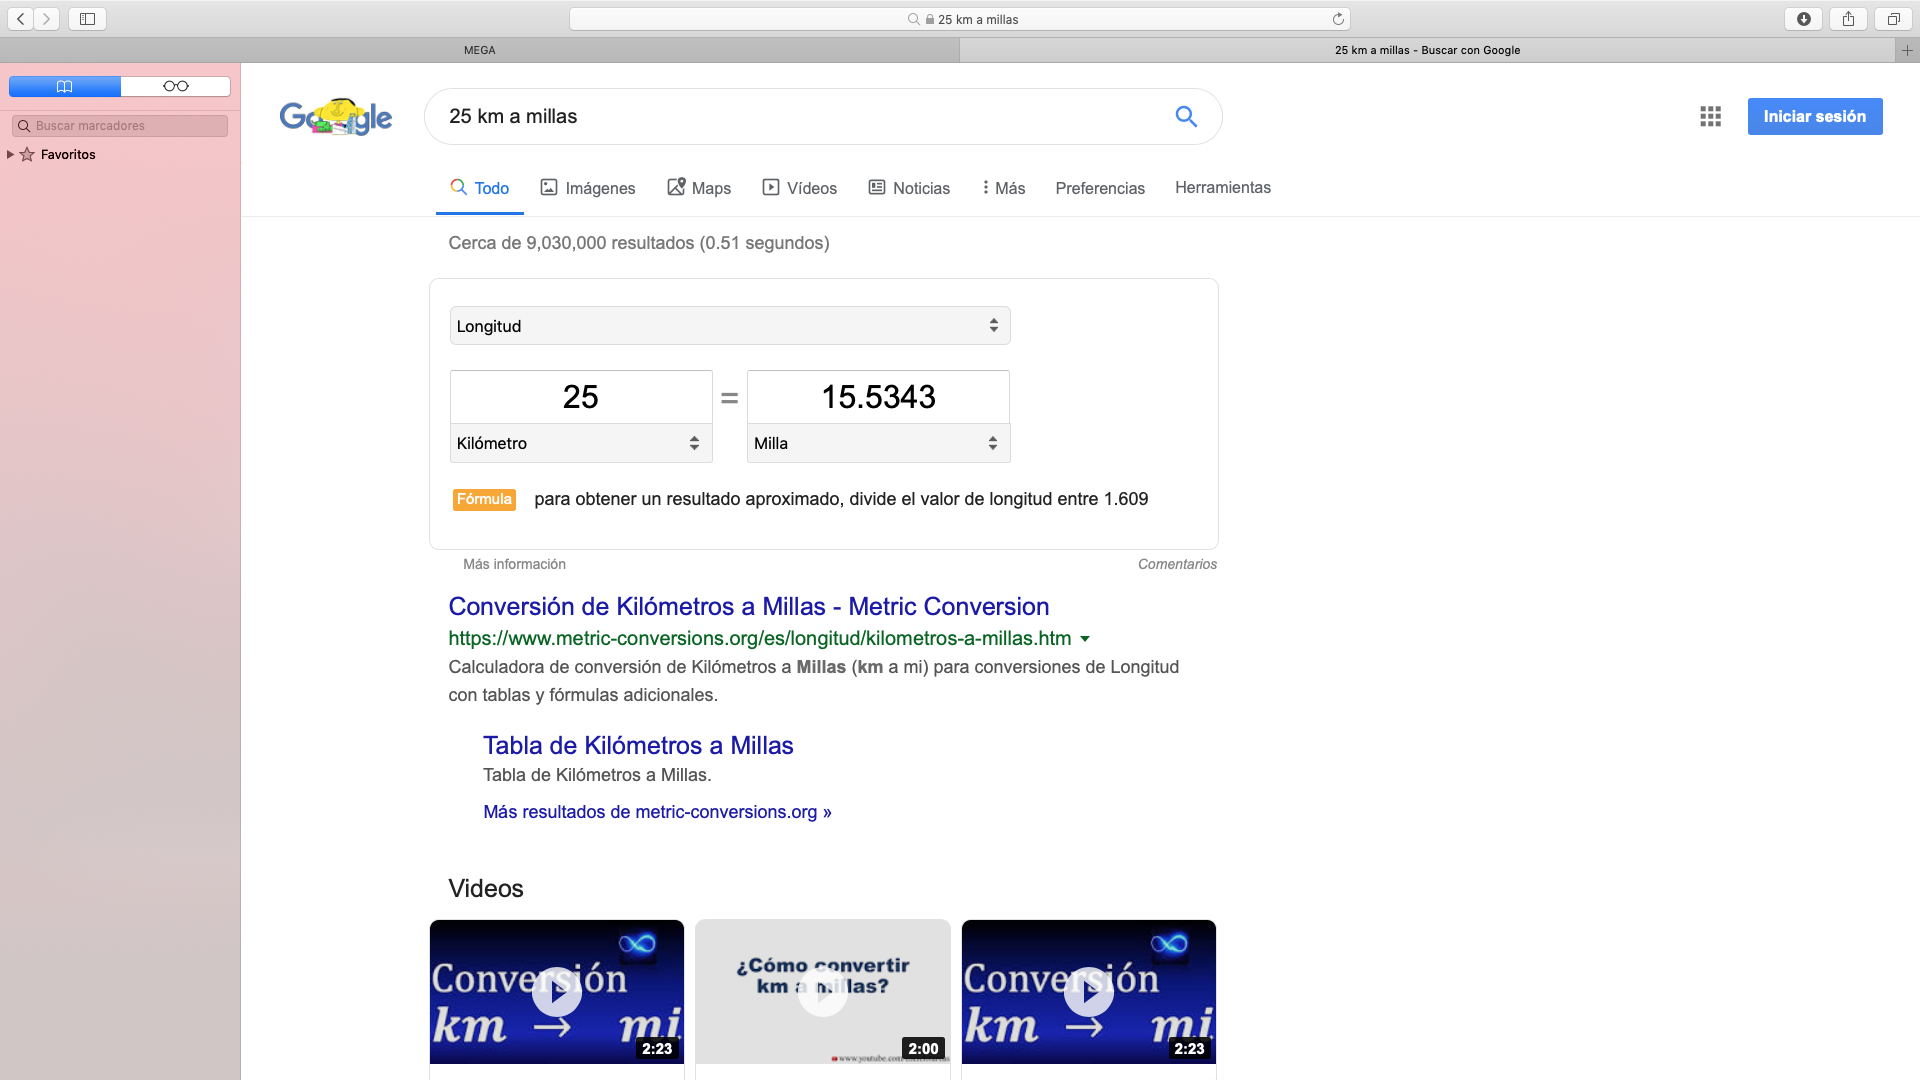 25 km a millas
MEGA
25 km a millas - Buscar con Google
Buscar marcadores
Favoritos
Google
25 km a millas
Iniciar sesión
Todo Imágenes Maps Vídeos Noticias Más Preferencias Herramientas
Cerca de 9,030,000 resultados (0.51 segundos)
Longitud
25 = 15.5343
Kilómetro Milla
Fórmula para obtener un resultado aproximado, divide el valor de longitud entre 1.609
Más información Comentarios
Conversión de Kilómetros a Millas - Metric Conversion
https://www.metric-conversions.org/es/longitud/kilometros-a-millas.htm
Calculadora de conversión de Kilómetros a Millas (km a mi) para conversiones de Longitud
con tablas y fórmulas adicionales.
Tabla de Kilómetros a Millas
Tabla de Kilómetros a Millas.
Más resultados de metric-conversions.org »
Videos
Conversión
km → mi
2:23
¿Cómo convertir
km a millas?
2:00
Conversión
km → mi
2:23